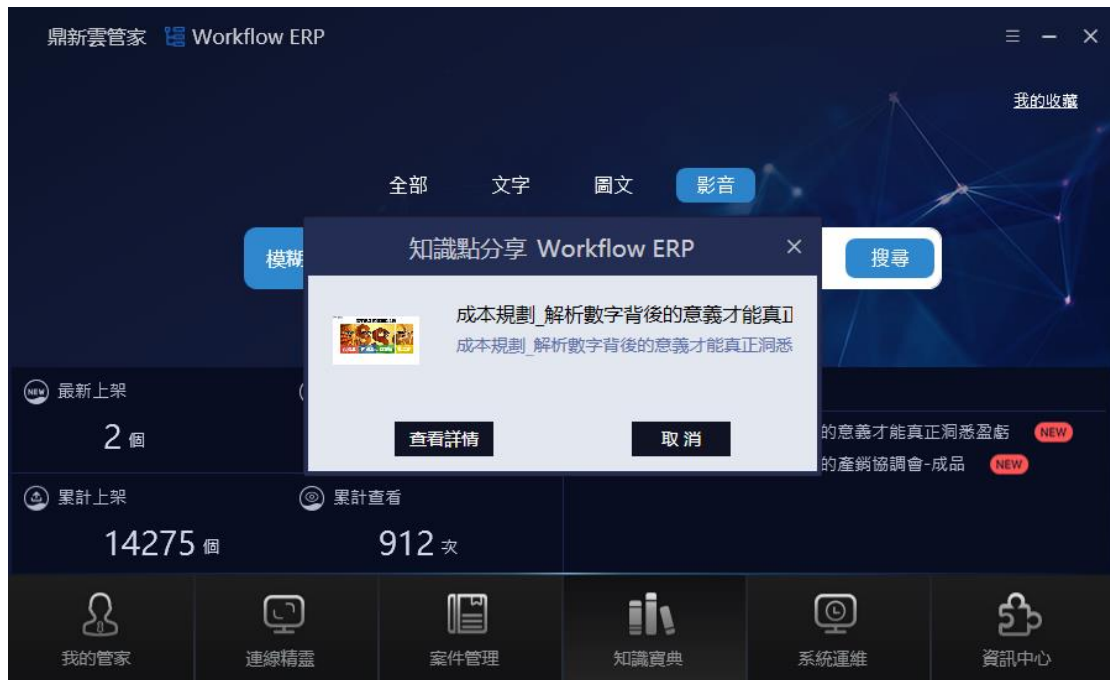 鼎新雲管家 Workflow ERP
我的收藏
全部 文字 圖文 影音
模糊
搜尋
知識點分享 Workflow ERP
成本規劃_解析數字背後的意義才能真正
成本規劃_解析數字背後的意義才能真正洞悉
查看詳情 取消
最新上架
2 個
的意義才能真正洞悉盈虧 NEW
的產銷協調會-成品 NEW
累計上架 累計查看
14275 個 912 次
我的管家 連線精靈 案件管理 知識寶典 系統運維 資訊中心